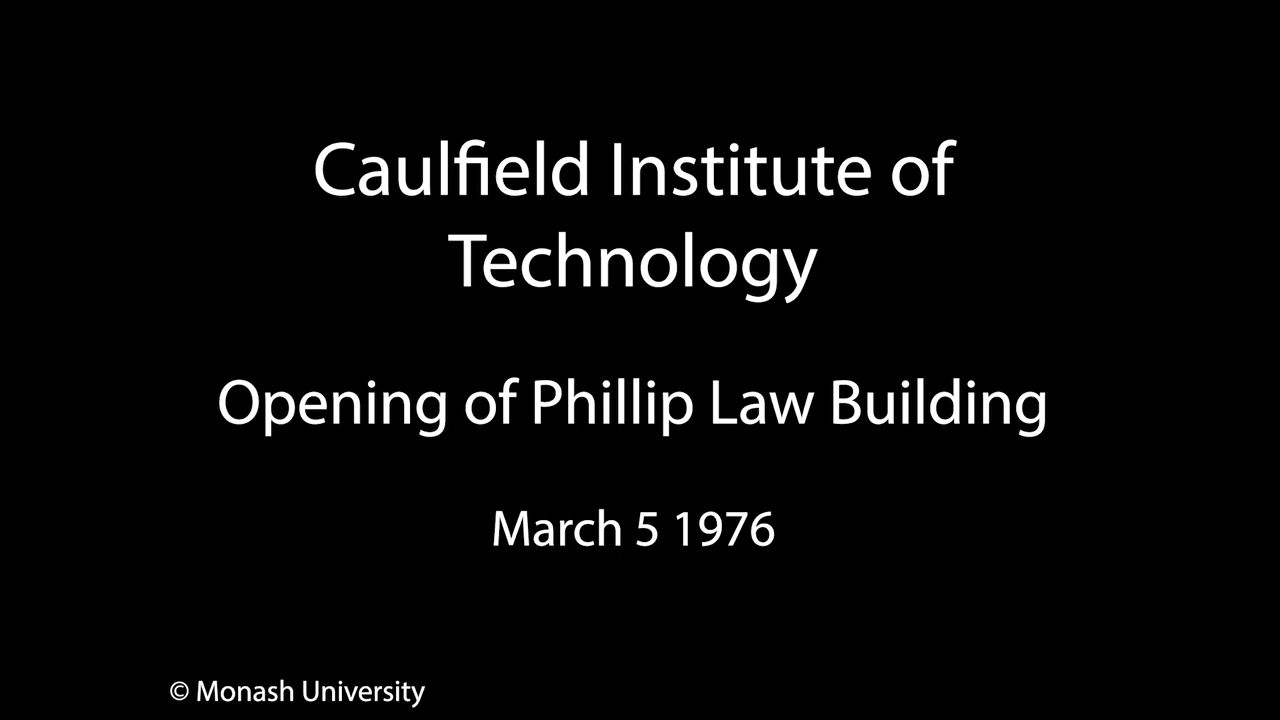 Caulfield Institute of
Technology
Opening of Phillip Law Building
March 5 1976
© Monash University